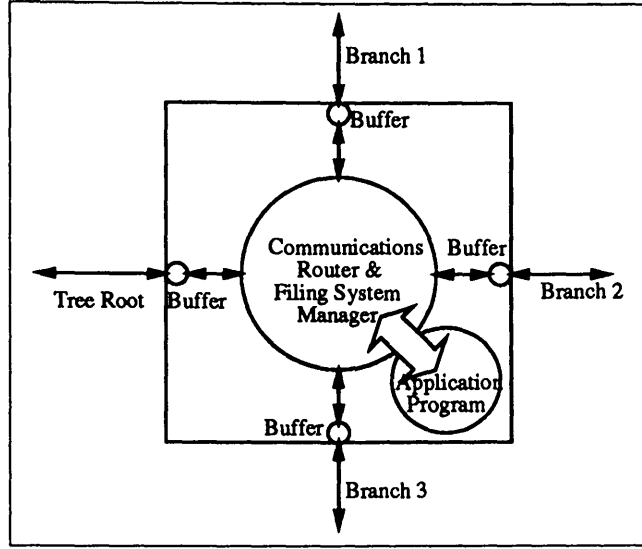 Branch 1
Buffer
Communications
Router &
Filing System
Manager
Buffer
Tree Root
Buffer
Branch 2
Application
Program
Buffer
Branch 3